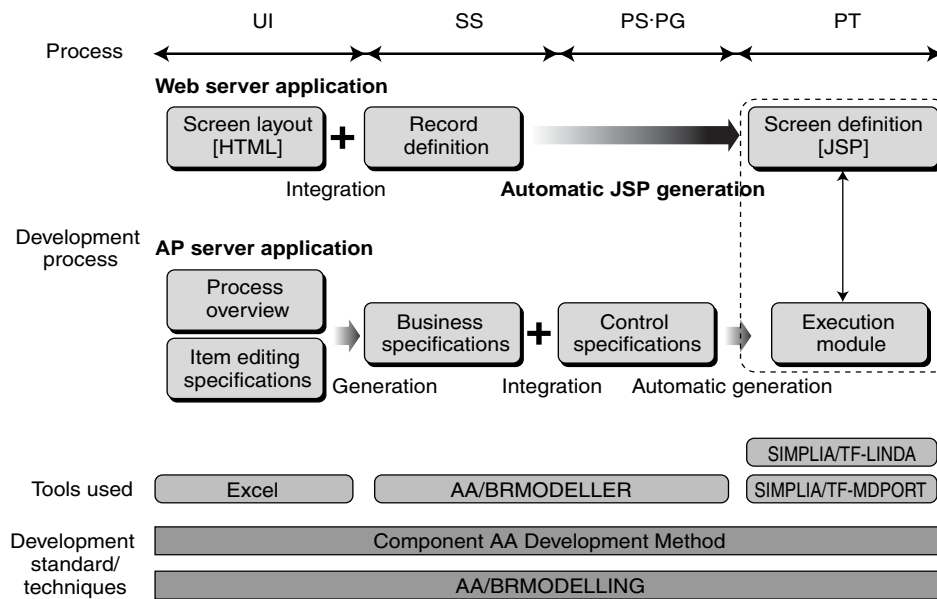 UI SS PS·PG PT
Process
Web server application
Screen layout
[HTML]
+
Record
definition
Screen definition
[JSP]
Integration
Automatic JSP generation
Development
process
AP server application
Process
overview
Item editing
specifications
Generation
Business
specifications
+
Control
specifications
Integration
Automatic generation
Execution
module
Tools used
Excel
AA/BRMODELLER
SIMPLIA/TF-LINDA
SIMPLIA/TF-MDPORT
Development
standard/
techniques
Component AA Development Method
AA/BRMODELLING